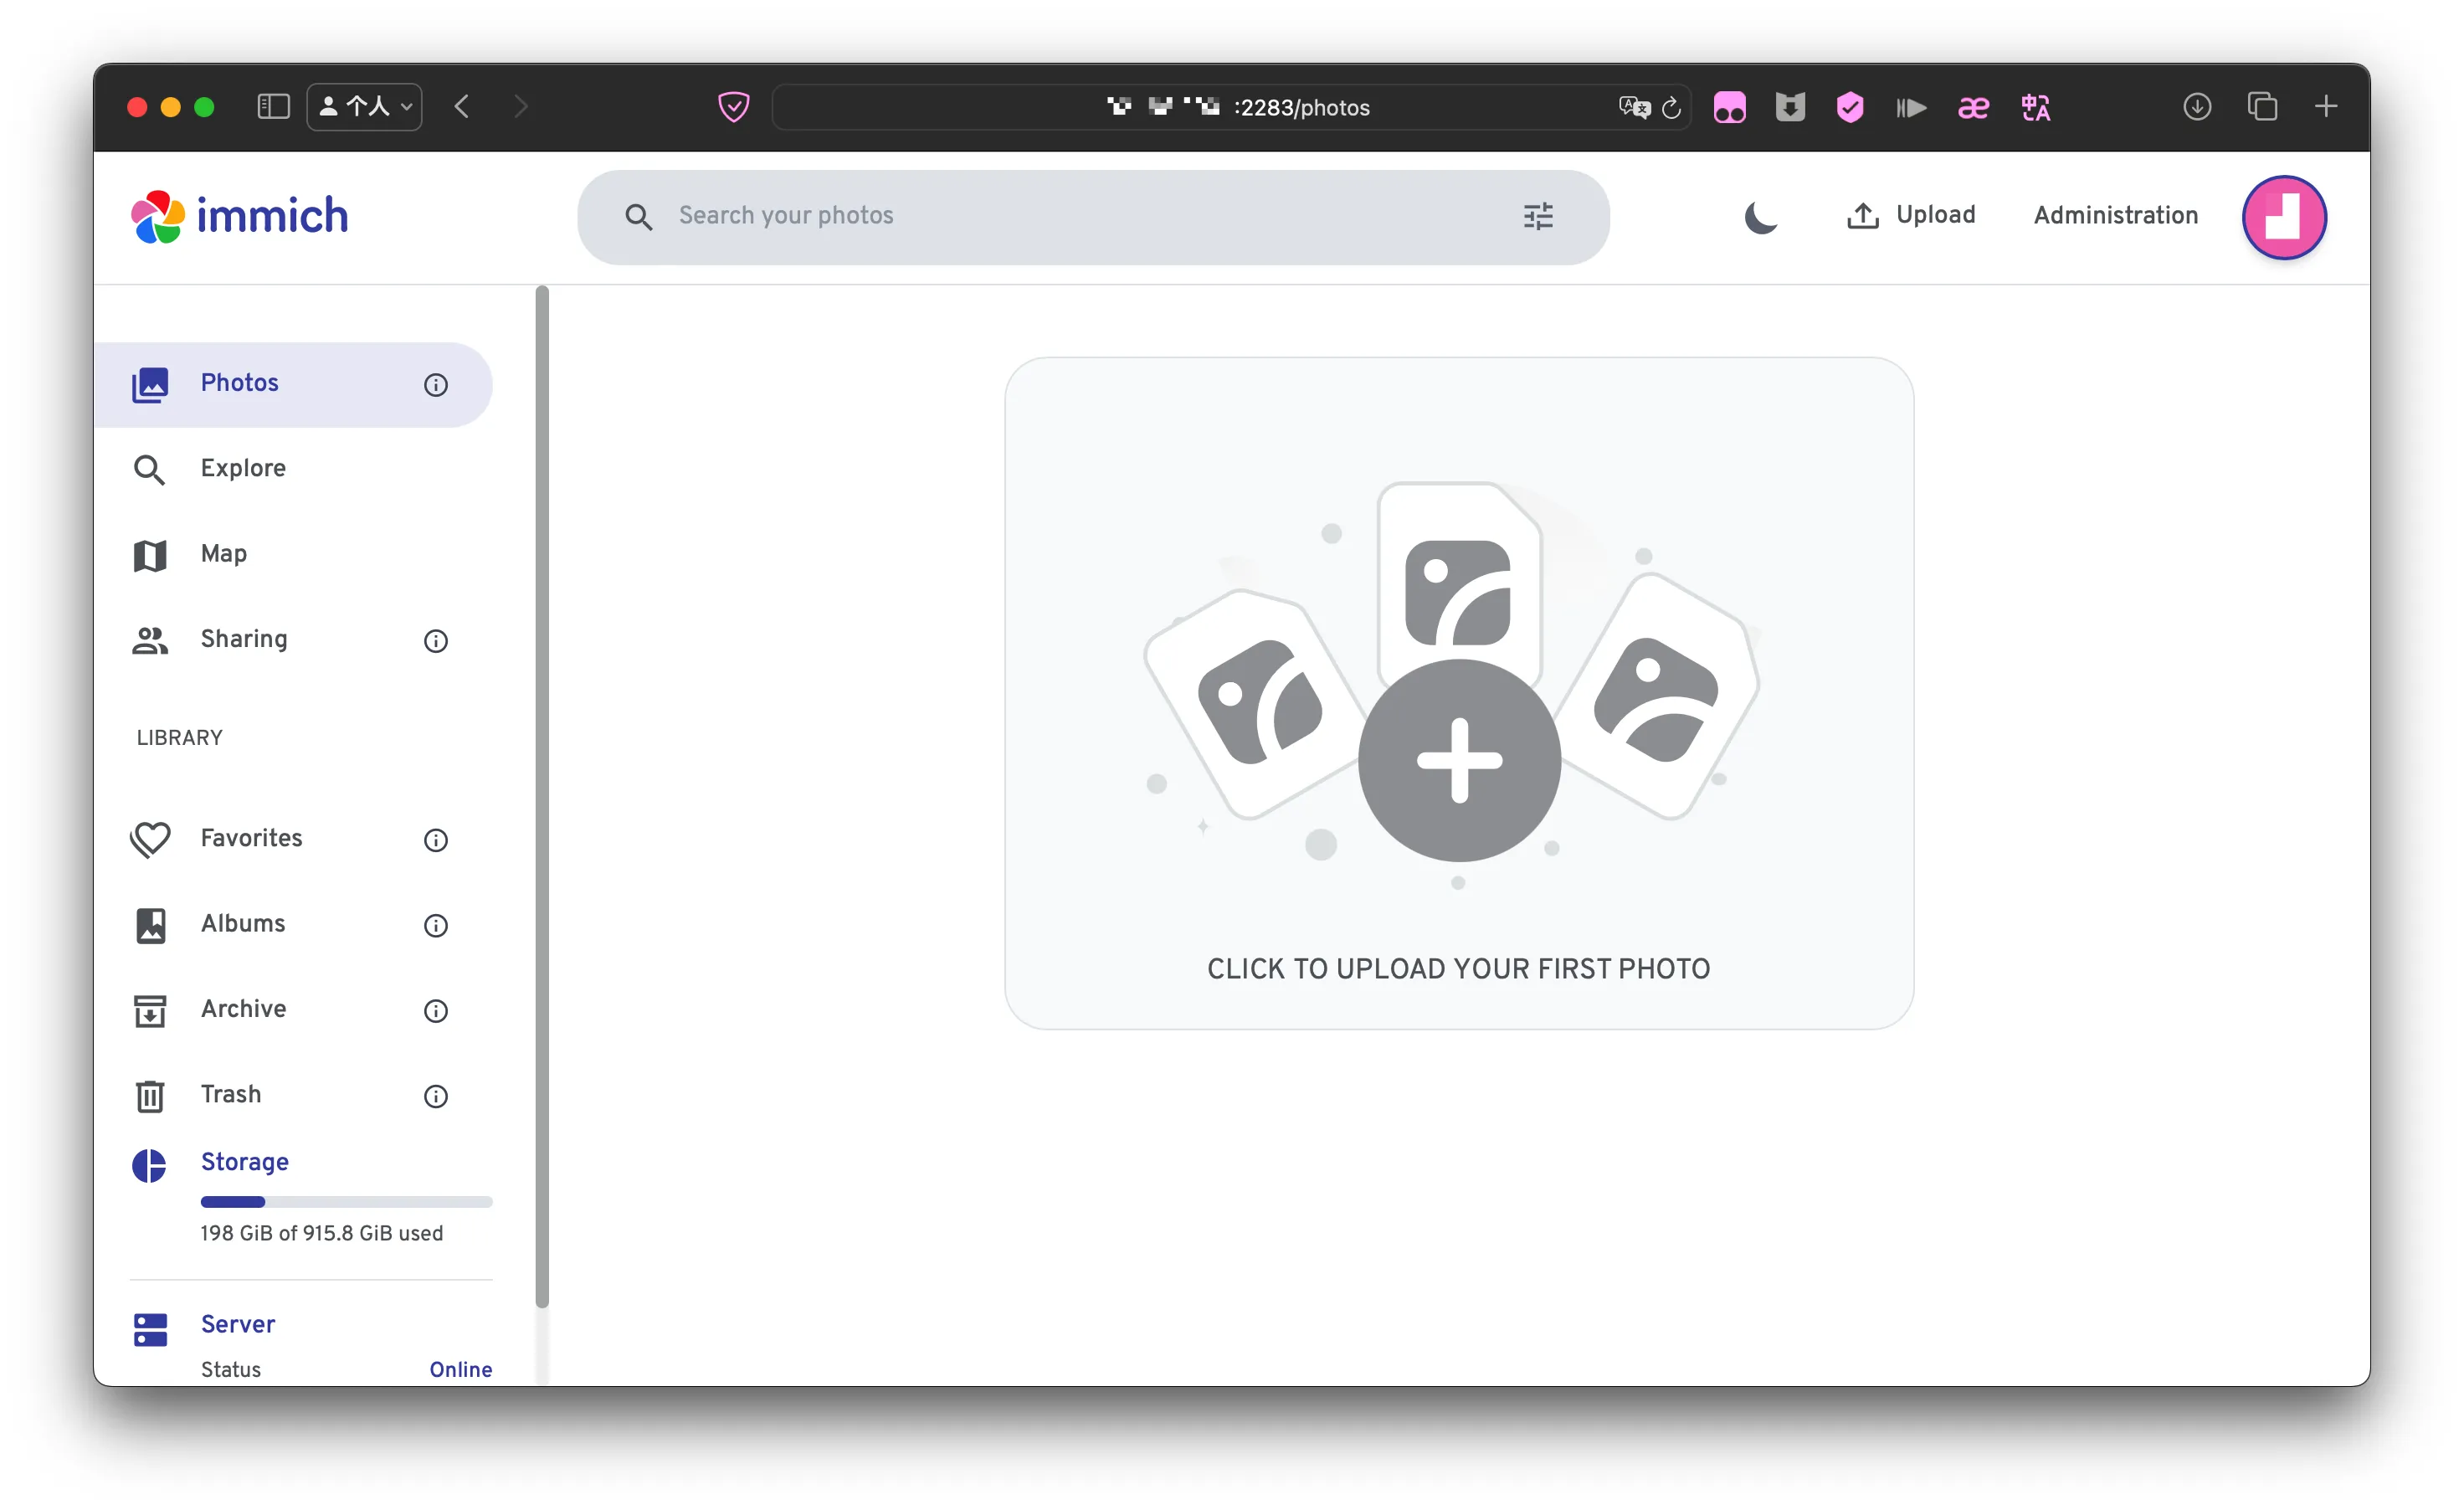 个人
:2283/photos
immich
Search your photos
Upload
Administration
Photos
Explore
Map
Sharing
LIBRARY
Favorites
Albums
Archive
Trash
Storage
198 GiB of 915.8 GiB used
Server
Status Online
CLICK TO UPLOAD YOUR FIRST PHOTO